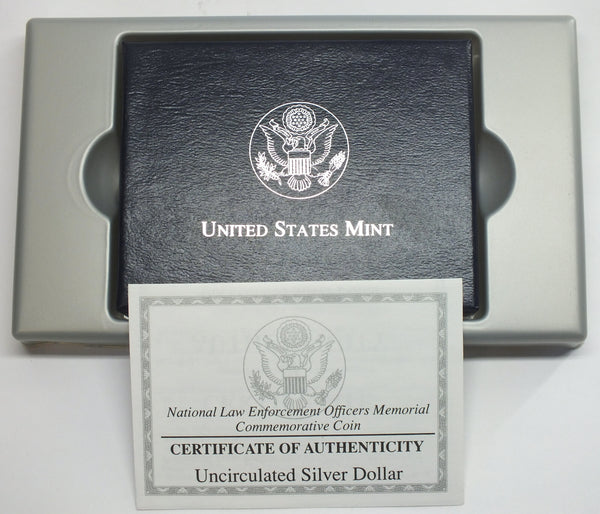 UNITED STATES MINT
National Law Enforcement Officers Memorial
Commemorative Coin
CERTIFICATE OF AUTHENTICITY
Uncirculated Silver Dollar